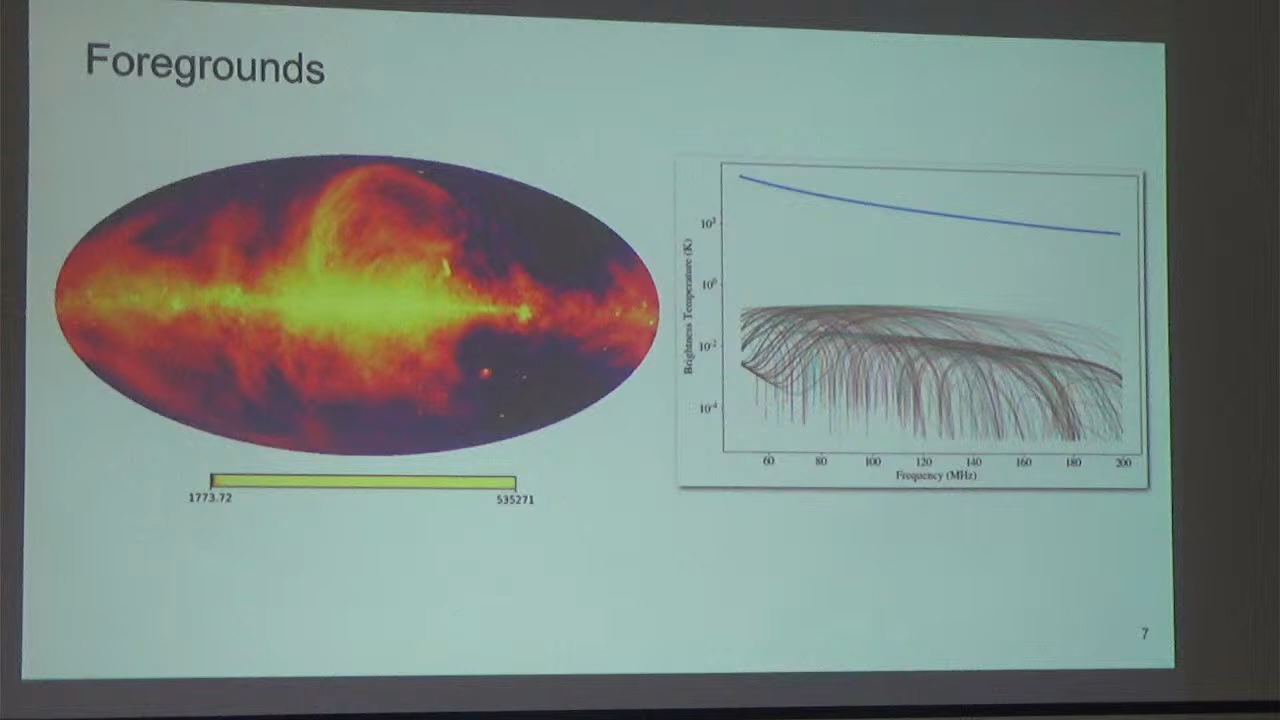 Foregrounds
1773.72
535271
Brightness Temperature (K)
10²
10⁰
10⁻²
10⁻⁴
60 80 100 120 140 160 180 200
Frequency (MHz)
7